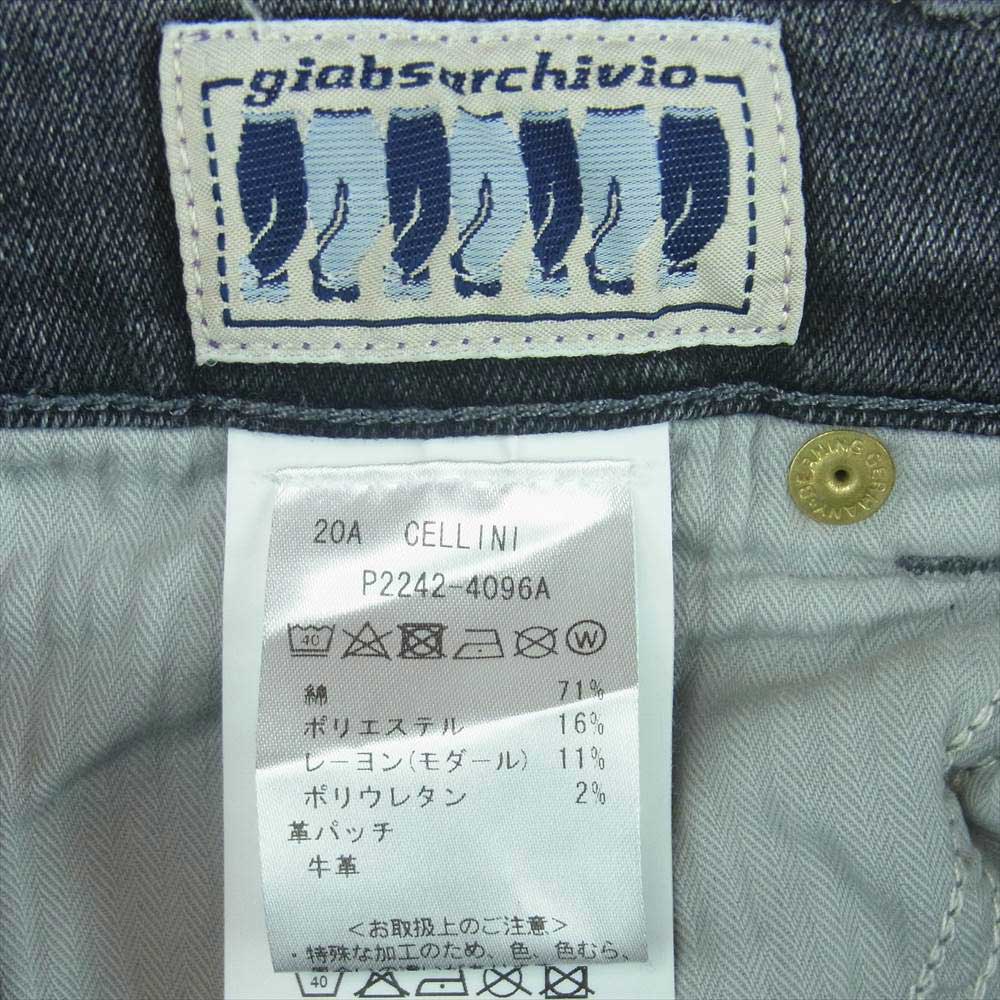 giabsarchivio
BERNING GERMANY
20A CELLINI
P2242-4096A
40 W
綿 71%
ポリエステル 16%
レーヨン(モダール) 11%
ポリウレタン 2%
革パッチ
牛革
<お取扱上のご注意>
・特殊な加工のため、色、色むら、
40